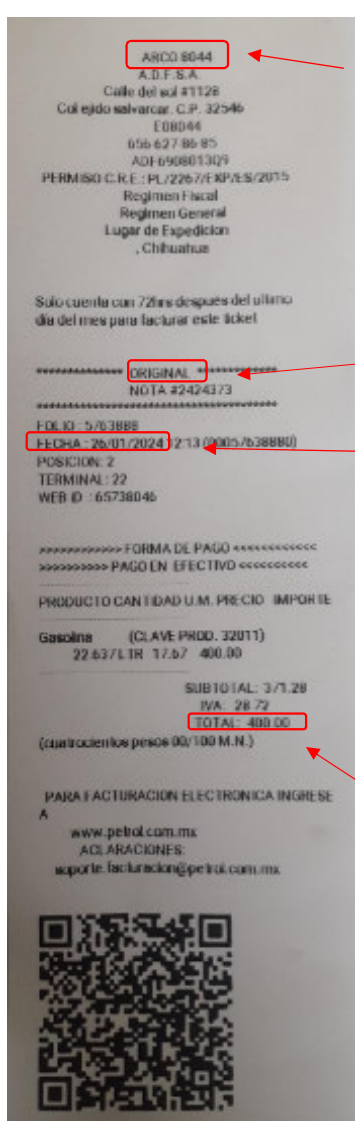 ARCO 8044
A.D.F.S.A.
Calle del sol #1128
Col ejido salvarcar. C.P. 32546
E08044
656 627 86 85
ADF6908013Q9
PERMISO C.R.E.: PL/2267/EXP/ES/2015
Regimen Fiscal
Regimen General
Lugar de Expedicion
, Chihuahua
Solo cuenta con 72hrs despues del ultimo
dia del mes para facturar este ticket
************** ORIGINAL **************
NOTA #2424373
****************************************
FOLIO : 5763888
FECHA : 26/01/2024 12:13 (90057638880)
POSICION: 2
TERMINAL: 22
WEB ID : 65738046
>>>>>>>>>>>> FORMA DE PAGO <<<<<<<<<<<<
>>>>>>>>>> PAGO EN EFECTIVO <<<<<<<<<<
PRODUCTO CANTIDAD U.M. PRECIO IMPORTE
Gasolina (CLAVE PROD. 32011)
22.637 LTR 17.67 400.00
SUBTOTAL: 371.28
IVA: 28.72
TOTAL: 400.00
(cuatrocientos pesos 00/100 M.N.)
PARA FACTURACION ELECTRONICA INGRESE
A
www.petrol.com.mx
ACLARACIONES:
soporte.facturacion@petrol.com.mx